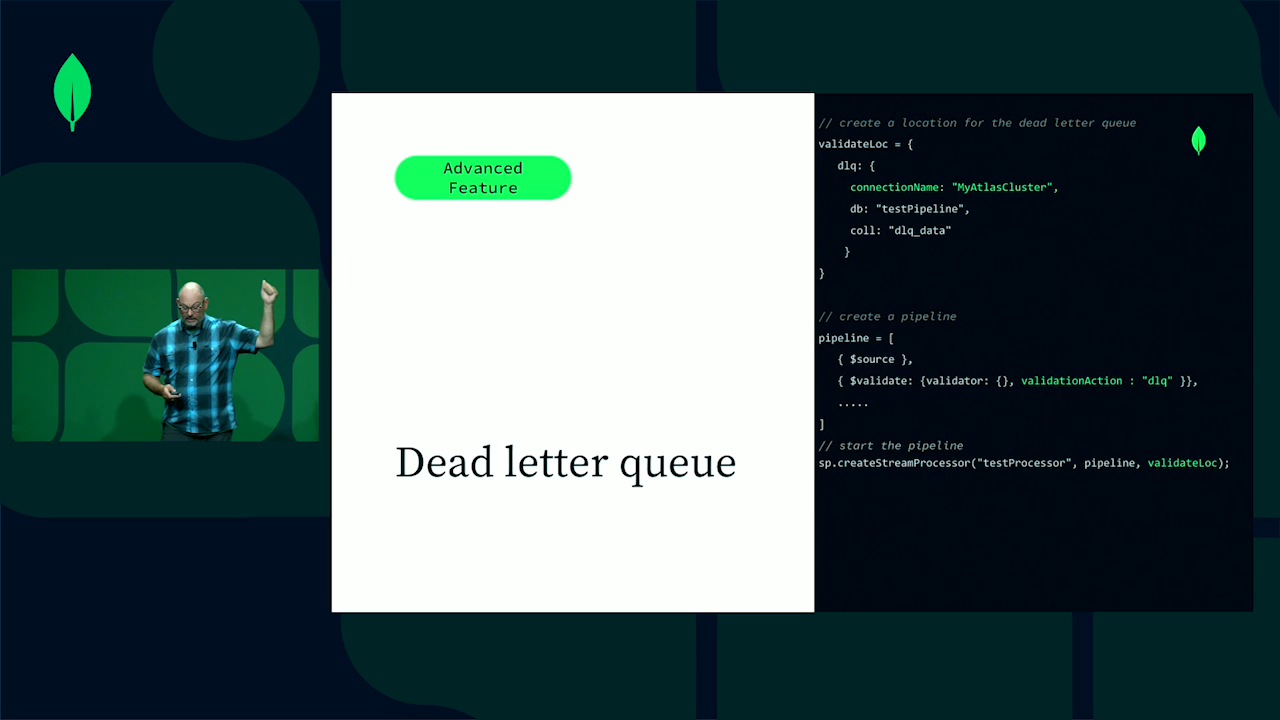 Advanced
Feature
Dead letter queue
// create a location for the dead letter queue
validateLoc = {
dlq: {
connectionName: "MyAtlasCluster",
db: "testPipeline",
coll: "dlq_data"
}
}
// create a pipeline
pipeline = [
{ $source },
{ $validate: {validator: {}, validationAction : "dlq" }},
.....
]
// start the pipeline
sp.createStreamProcessor("testProcessor", pipeline, validateLoc);